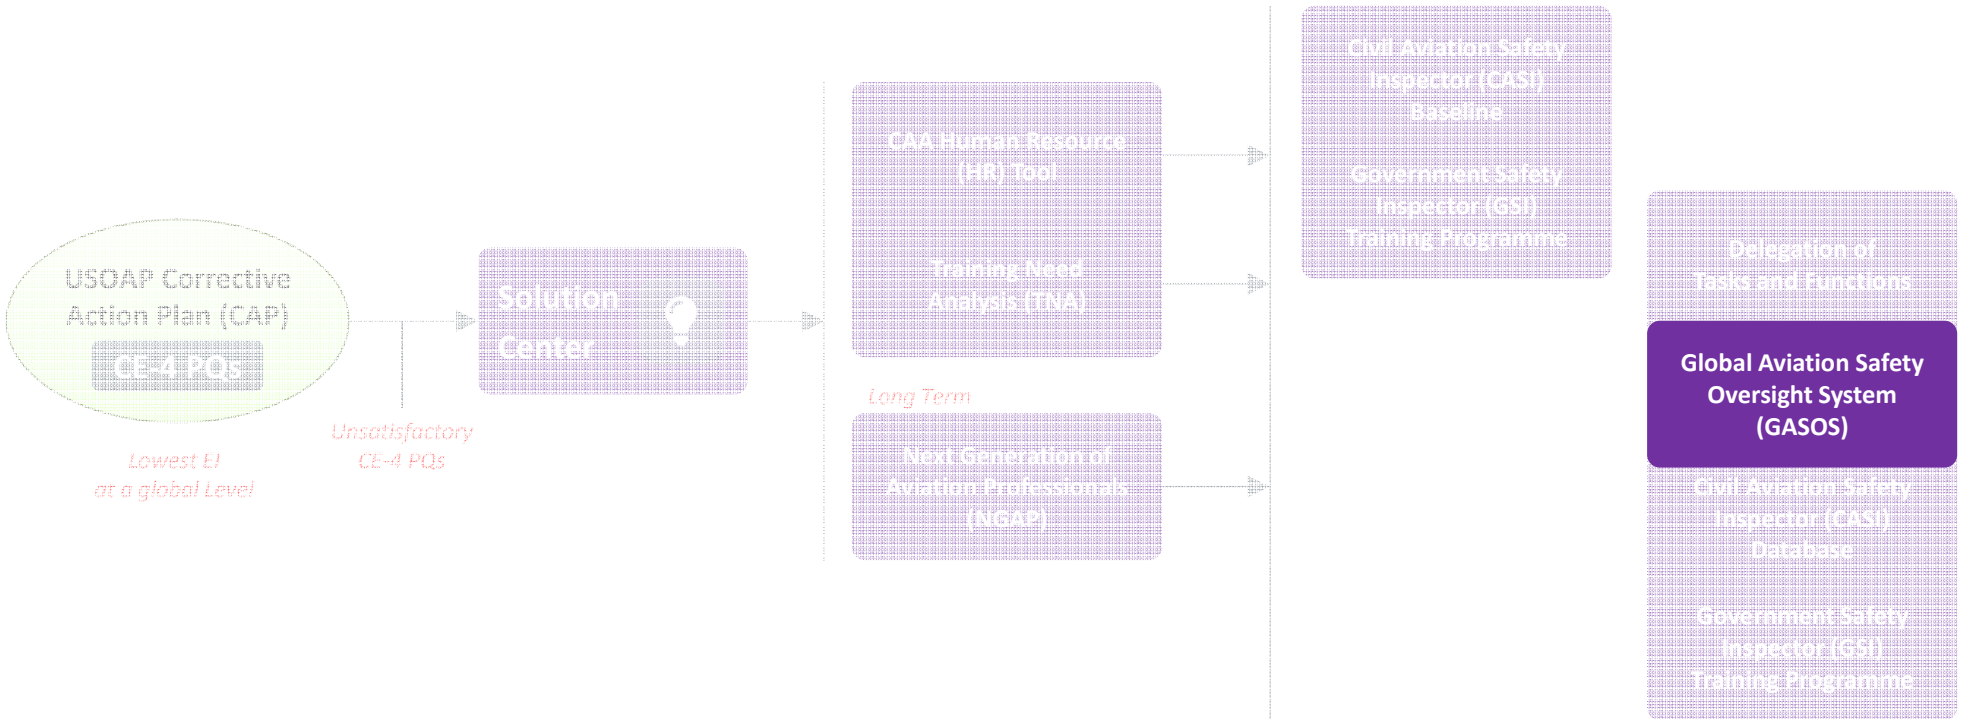 USOAP Corrective
Action Plan (CAP)
CE-4 PQs
Lowest EI
at a global Level
Unsatisfactory
CE-4 PQs
Solution
Center
CAA Human Resource
(HR) Tool
Training Need
Analysis (TNA)
Long Term
Next Generation of
Aviation Professionals
(NGAP)
Civil Aviation Safety
Inspector (CASI)
Baseline
Government Safety
Inspector (GSI)
Training Programme
Delegation of
Tasks and Functions
Global Aviation Safety
Oversight System
(GASOS)
Civil Aviation Safety
Inspector (CASI)
Database
Government Safety
Inspector (GSI)
Training Programme